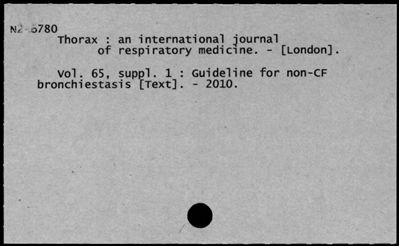 5780
Thorax : an international journal
of respiratory medicine. - [London].
Vol. 65, suppl. 1 : Guideline for non-CF
bronchiestasis [Text]. - 2010.